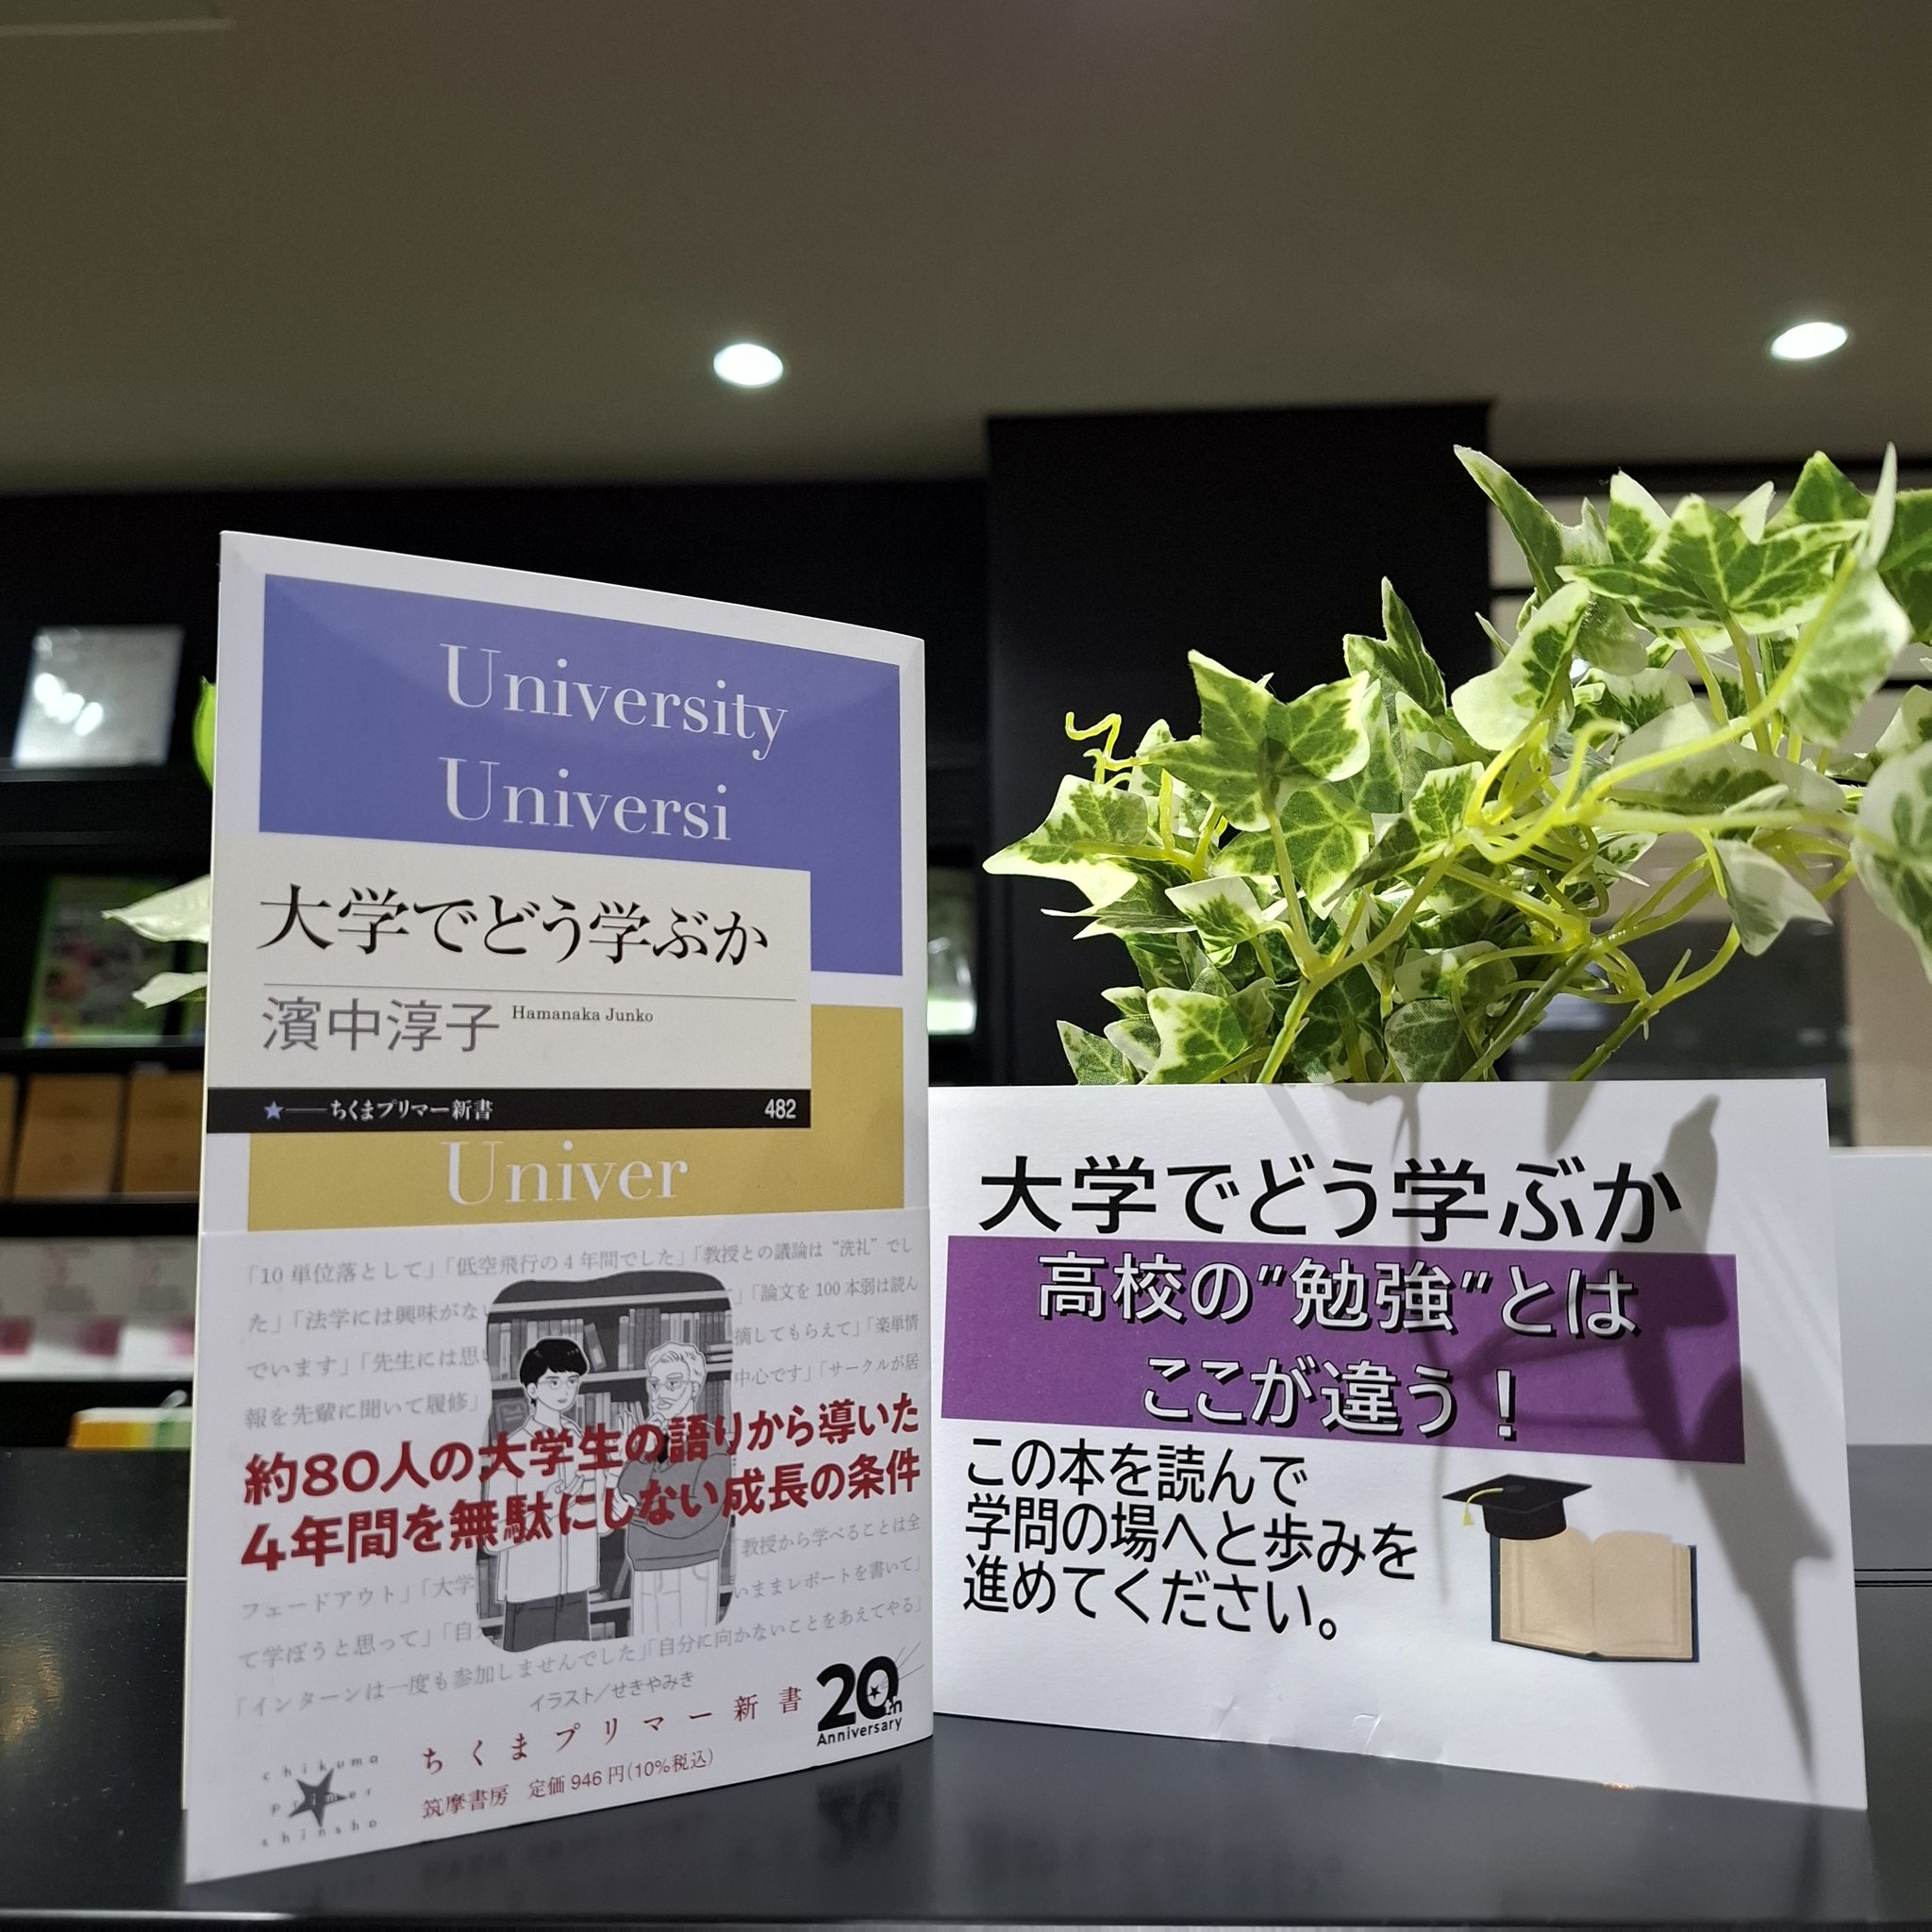 University
Universi
大学でどう学ぶか
濱中淳子 Hamanaka Junko
★──ちくまプリマー新書 482
Univer
「10単位落として」「低空飛行の4年間でした」「教授との議論は“洗礼”でし
た」「法学には興味がな
」「論文を100本弱は読ん
でいます」「先生には思い
摘してもらえて」「楽単情
報を先輩に聞いて履修」
中心です」「サークルが居
約80人の大学生の語りから導いた
4年間を無駄にしない成長の条件
教授から学べることは全
フェードアウト」「大学
いままレポートを書いて」
て学ぼうと思って」「自
「自分に向かないことをあえてやる」
「インターンは一度も参加しませんでした」
イラスト/せきやみき
ちくまプリマー新書
20th
Anniversary
chikuma
primer
shinsho
筑摩書房 定価946円(10%税込)
大学でどう学ぶか
高校の”勉強”とは
ここが違う!
この本を読んで
学問の場へと歩みを
進めてください。